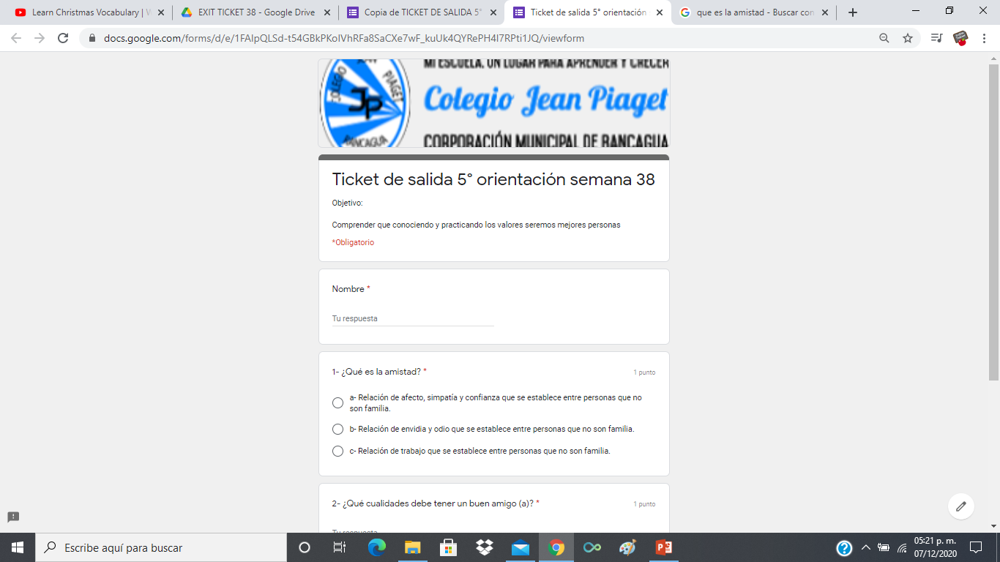 Learn Christmas Vocabulary | W
EXIT TICKET 38 - Google Drive
Copia de TICKET DE SALIDA 5°
Ticket de salida 5° orientación
que es la amistad - Buscar con
docs.google.com/forms/d/e/1FAIpQLSd-t54GBkPKoIVhRFa8SaCXe7wF_kuUk4QYRePH4I7RPti1JQ/viewform
MI ESCUELA, UN LUGAR PARA APRENDER Y CRECER
COLEGIO JEAN PIAGET
JP
RANCAGUA
Colegio Jean Piaget
CORPORACIÓN MUNICIPAL DE RANCAGUA
Ticket de salida 5° orientación semana 38
Objetivo:
Comprender que conociendo y practicando los valores seremos mejores personas
*Obligatorio
Nombre *
Tu respuesta
1- ¿Qué es la amistad? *
1 punto
a- Relación de afecto, simpatía y confianza que se establece entre personas que no
son familia.
b- Relación de envidia y odio que se establece entre personas que no son familia.
c- Relación de trabajo que se establece entre personas que no son familia.
2- ¿Qué cualidades debe tener un buen amigo (a)? *
1 punto
Tu respuesta
Escribe aquí para buscar
05:21 p. m.
07/12/2020